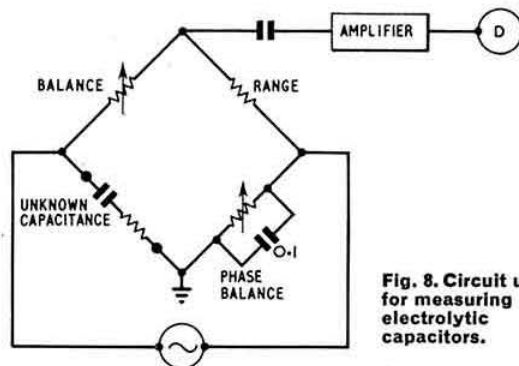 AMPLIFIER
D
BALANCE
RANGE
UNKNOWN
CAPACITANCE
0·1
PHASE
BALANCE
Fig. 8. Circuit u
for measuring
electrolytic
capacitors.